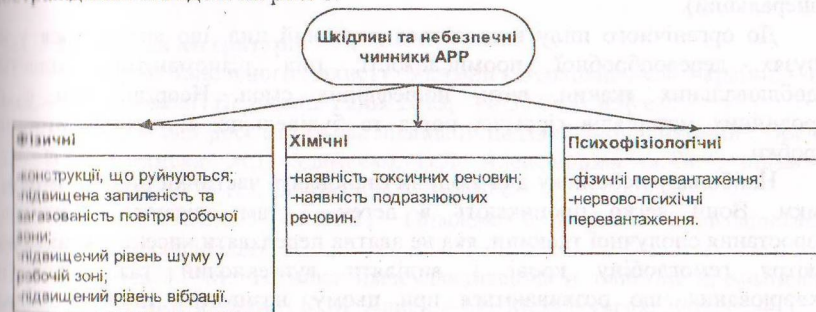 Шкідливі та небезпечні
чинники АРР
Фізичні
-конструкції, що руйнуються;
-підвищена запиленість та
загазованість повітря робочої
зони;
-підвищений рівень шуму у
робочій зоні;
-підвищений рівень вібрації.
Хімічні
-наявність токсичних речовин;
-наявність подразнюючих
речовин.
Психофізіологічні
-фізичні перевантаження;
-нервово-психічні
перевантаження.